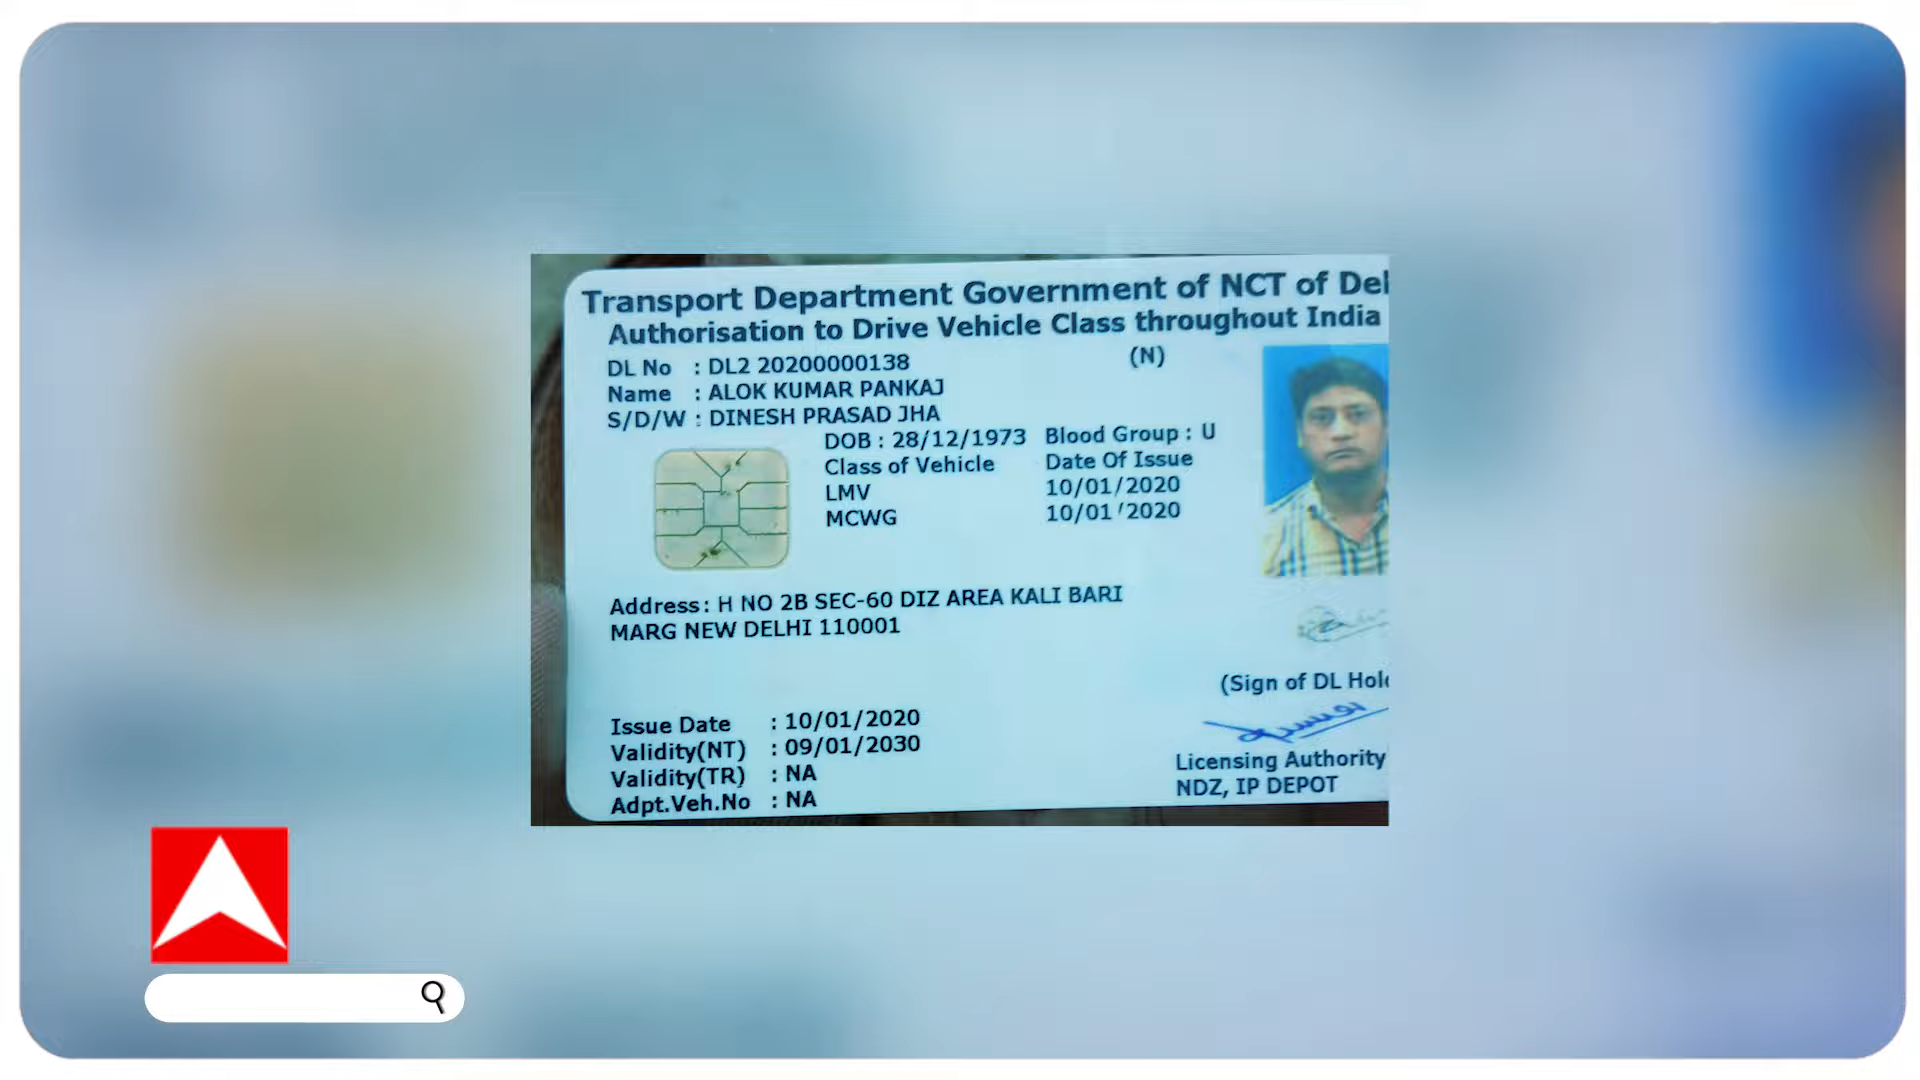 Transport Department Government of NCT of Del
Authorisation to Drive Vehicle Class throughout India
DL No : DL2 20200000138 (N)
Name : ALOK KUMAR PANKAJ
S/D/W : DINESH PRASAD JHA
DOB : 28/12/1973 Blood Group : U
Class of Vehicle Date Of Issue
LMV 10/01/2020
MCWG 10/01/2020
Address : H NO 2B SEC-60 DIZ AREA KALI BARI
MARG NEW DELHI 110001
(Sign of DL Hold
Issue Date : 10/01/2020
Validity(NT) : 09/01/2030
Validity(TR) : NA
Adpt.Veh.No : NA
Licensing Authority
NDZ, IP DEPOT